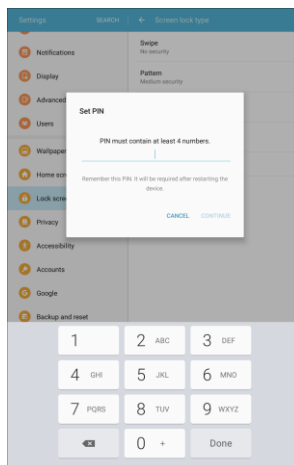 Settings SEARCH Screen lock type
Notifications
Swipe
No security
Display
Pattern
Medium security
Advanced
Users
Set PIN
PIN must contain at least 4 numbers.
Remember this PIN. It will be required after restarting the
device.
CANCEL CONTINUE
Wallpaper
Home scre
Lock scree
Privacy
Accessibility
Accounts
Google
Backup and reset
1 2 ABC 3 DEF
4 GHI 5 JKL 6 MNO
7 PQRS 8 TUV 9 WXYZ
0 + Done